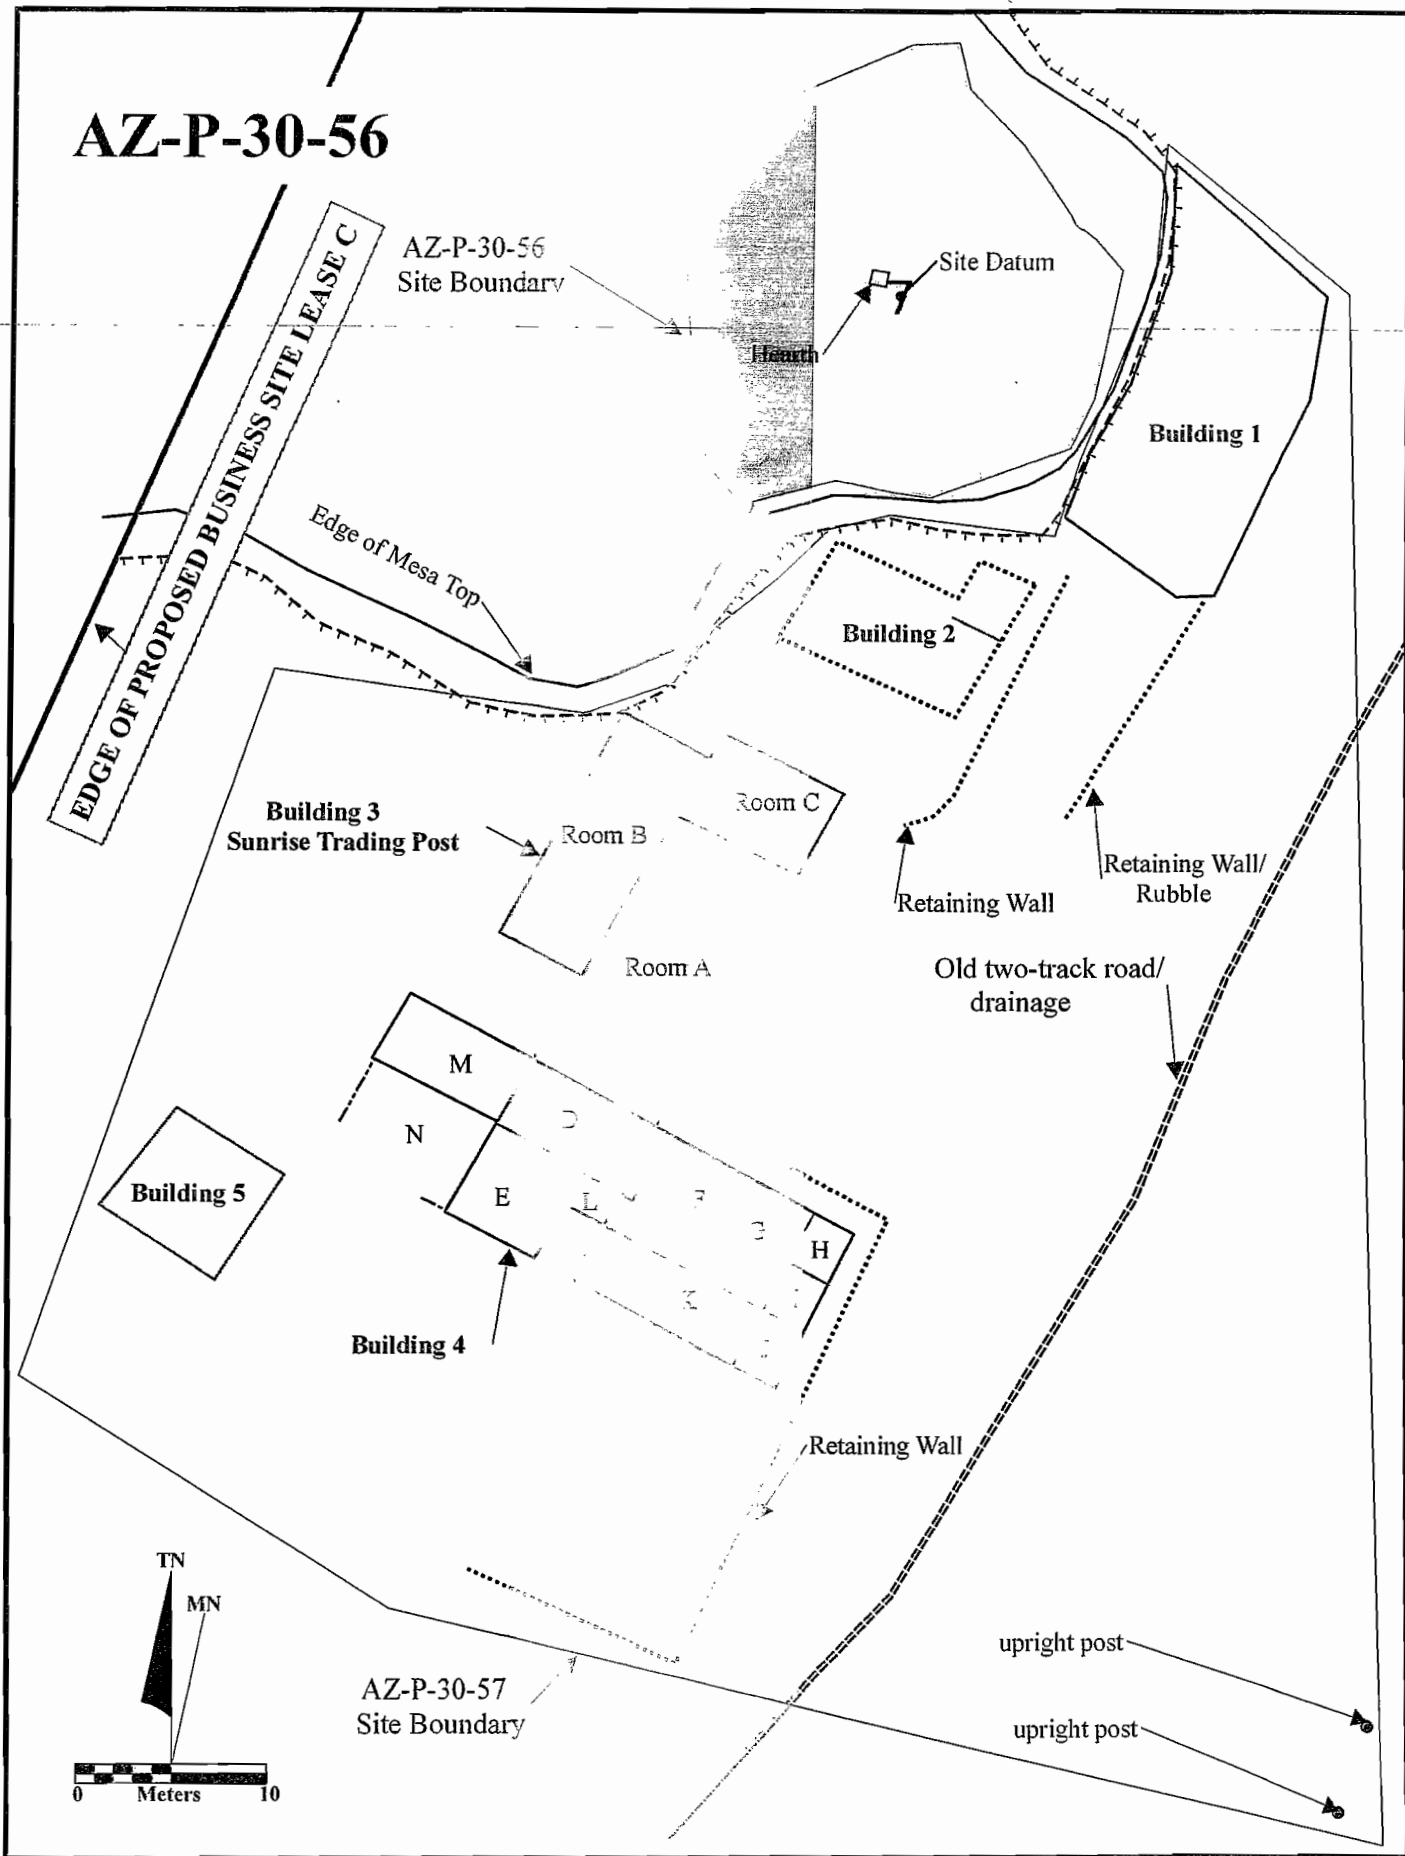 AZ-P-30-56
AZ-P-30-56
Site Boundary
Site Datum
Hearth
EDGE OF PROPOSED BUSINESS SITE LEASE C
Building 1
Edge of Mesa Top
Building 2
Building 3
Sunrise Trading Post
Room C
Room B
Retaining Wall/
Rubble
Retaining Wall
Room A
Old two-track road/
drainage
M
D
N
Building 5
E
L
F
G
H
K
Building 4
Retaining Wall
TN
MN
upright post
AZ-P-30-57
Site Boundary
upright post
0 Meters 10